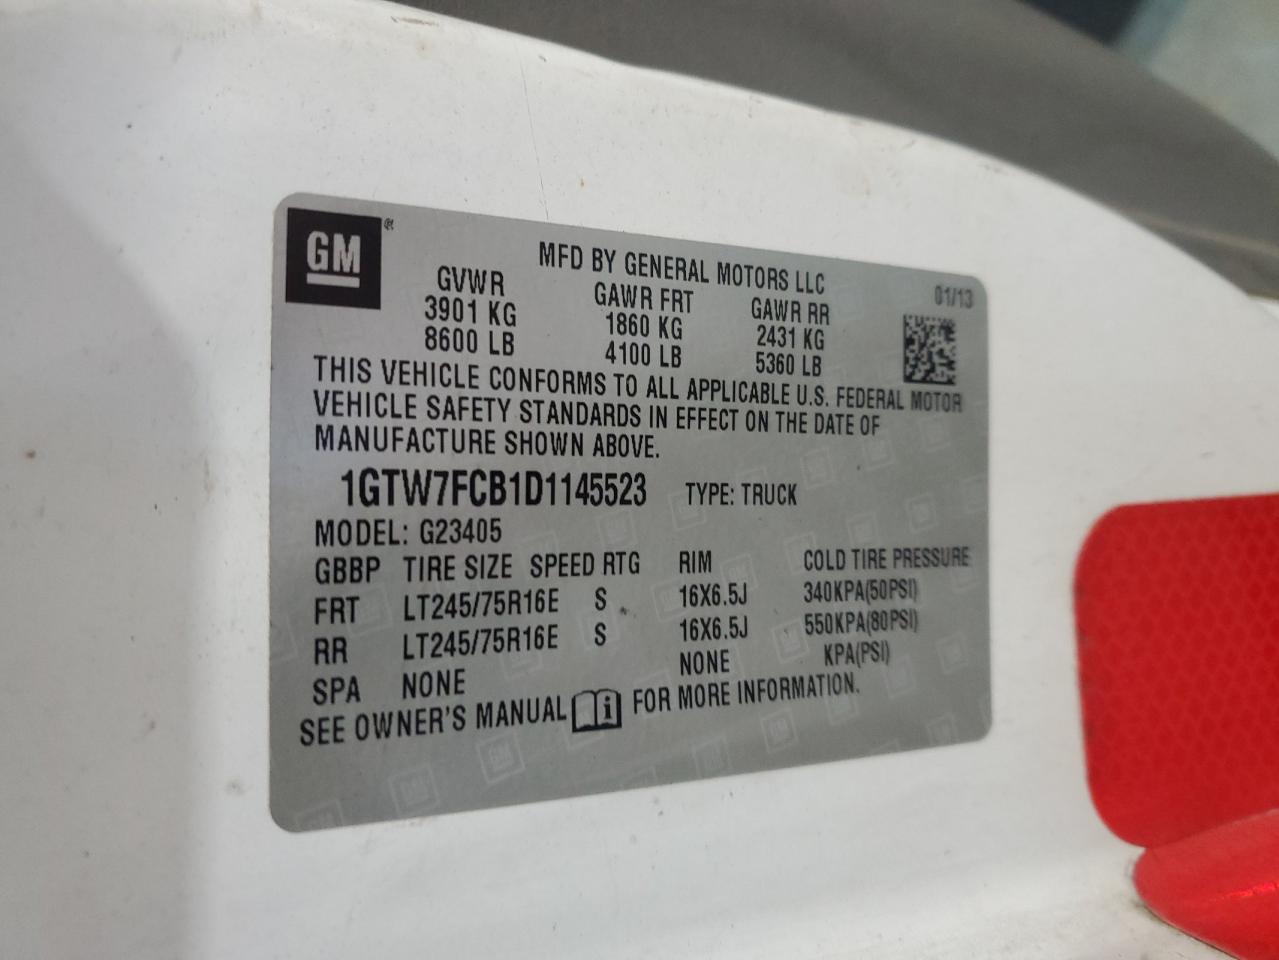 GM ®
MFD BY GENERAL MOTORS LLC
01/13
GVWR GAWR FRT GAWR RR
3901 KG 1860 KG 2431 KG
8600 LB 4100 LB 5360 LB
THIS VEHICLE CONFORMS TO ALL APPLICABLE U.S. FEDERAL MOTOR
VEHICLE SAFETY STANDARDS IN EFFECT ON THE DATE OF
MANUFACTURE SHOWN ABOVE.
1GTW7FCB1D1145523 TYPE: TRUCK
MODEL: G23405
GBBP TIRE SIZE SPEED RTG RIM COLD TIRE PRESSURE
FRT LT245/75R16E S 16X6.5J 340KPA(50PSI)
RR LT245/75R16E S 16X6.5J 550KPA(80PSI)
SPA NONE NONE KPA(PSI)
SEE OWNER'S MANUAL i FOR MORE INFORMATION.